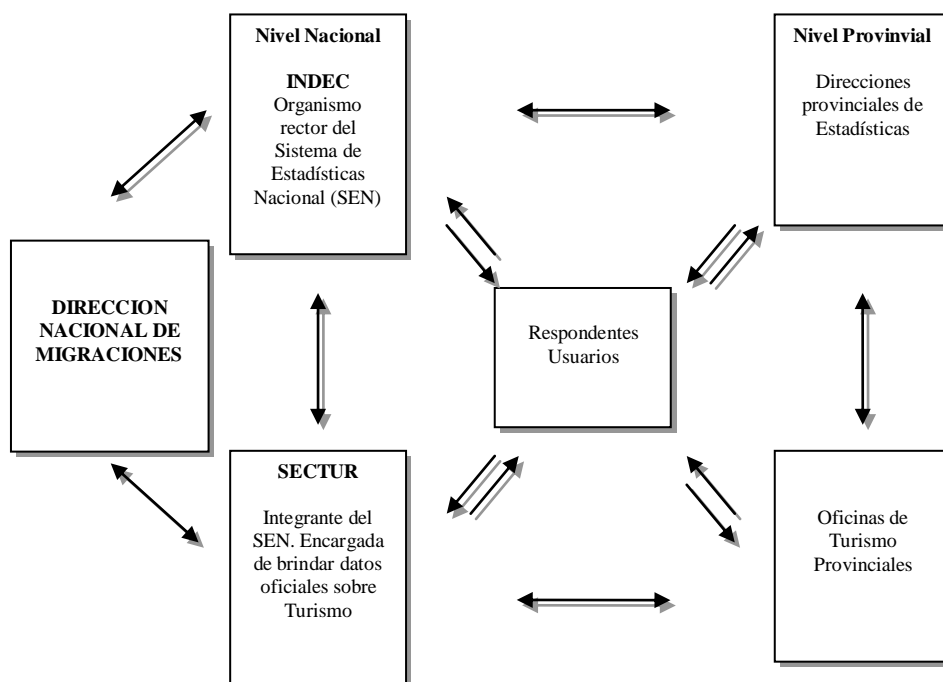 Nivel Nacional
INDEC
Organismo
rector del
Sistema de
Estadísticas
Nacional (SEN)
Nivel Provinvial
Direcciones
provinciales de
Estadísticas
DIRECCION
NACIONAL DE
MIGRACIONES
Respondentes
Usuarios
SECTUR
Integrante del
SEN. Encargada
de brindar datos
oficiales sobre
Turismo
Oficinas de
Turismo
Provinciales